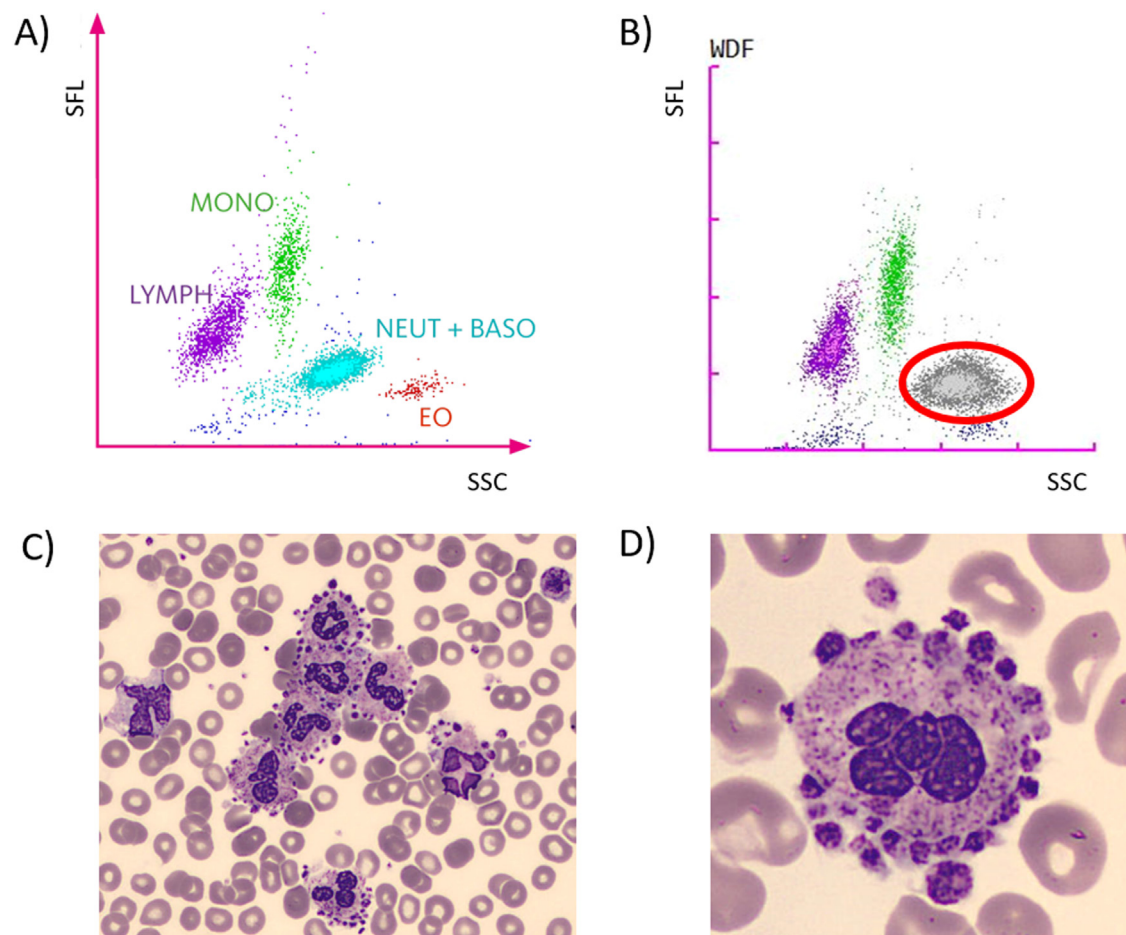 A)
SFL
MONO
LYMPH
NEUT + BASO
EO
SSC
B)
WDF
SFL
SSC
C)
D)